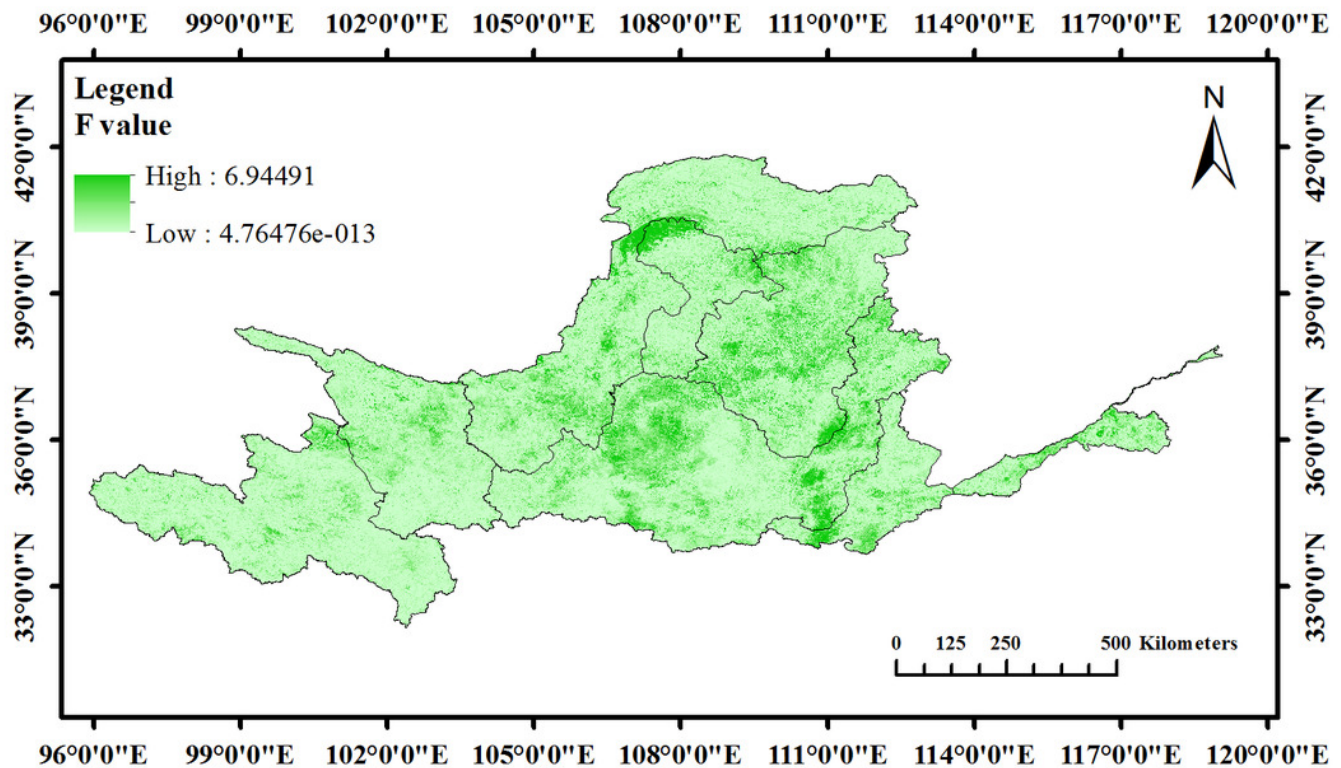 96°0'0"E 99°0'0"E 102°0'0"E 105°0'0"E 108°0'0"E 111°0'0"E 114°0'0"E 117°0'0"E 120°0'0"E
Legend
F value
High : 6.94491
Low : 4.76476e-013
N
42°0'0"N 42°0'0"N
39°0'0"N 39°0'0"N
36°0'0"N 36°0'0"N
33°0'0"N 33°0'0"N
0 125 250 500 Kilometers
96°0'0"E 99°0'0"E 102°0'0"E 105°0'0"E 108°0'0"E 111°0'0"E 114°0'0"E 117°0'0"E 120°0'0"E